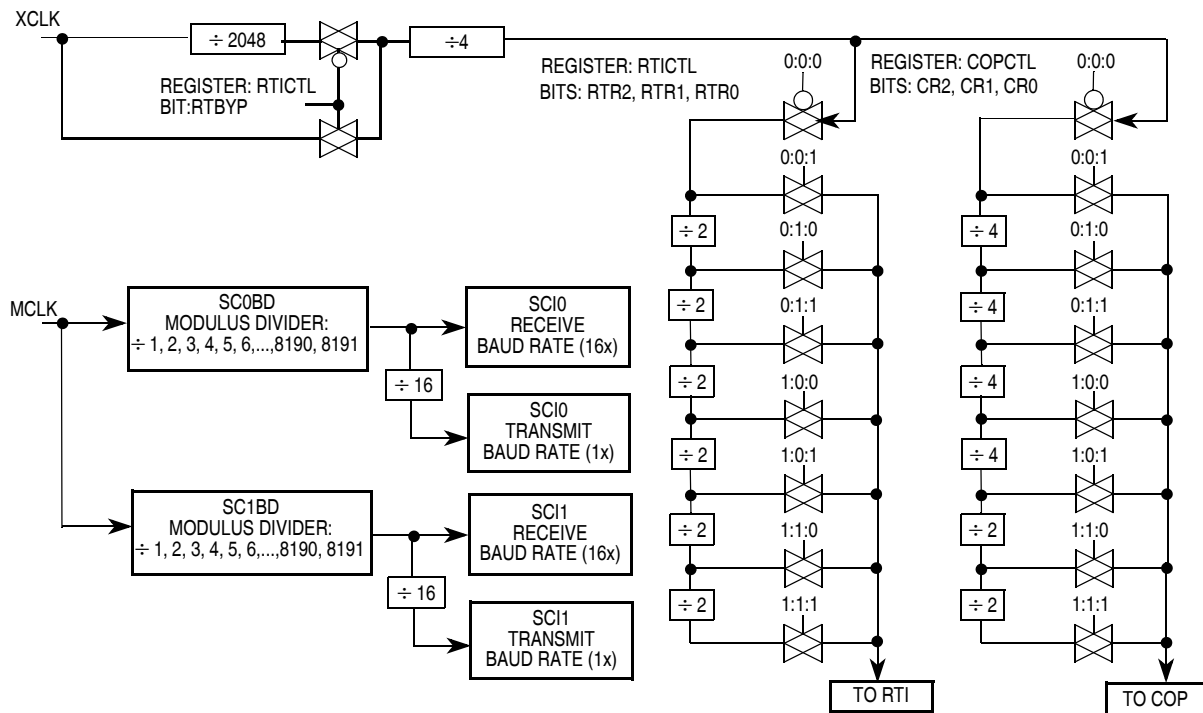 XCLK
÷ 2048
÷4
REGISTER: RTICTL
BIT:RTBYP
REGISTER: RTICTL
BITS: RTR2, RTR1, RTR0
0:0:0
REGISTER: COPCTL
BITS: CR2, CR1, CR0
0:0:0
0:0:1
÷ 2
0:1:0
÷ 2
0:1:1
÷ 2
1:0:0
÷ 2
1:0:1
÷ 2
1:1:0
÷ 2
1:1:1
TO RTI
0:0:1
÷ 4
0:1:0
÷ 4
0:1:1
÷ 4
1:0:0
÷ 4
1:0:1
÷ 2
1:1:0
÷ 2
1:1:1
TO COP
MCLK
SC0BD
MODULUS DIVIDER:
÷ 1, 2, 3, 4, 5, 6,...,8190, 8191
SCI0
RECEIVE
BAUD RATE (16x)
÷ 16
SCI0
TRANSMIT
BAUD RATE (1x)
SC1BD
MODULUS DIVIDER:
÷ 1, 2, 3, 4, 5, 6,...,8190, 8191
SCI1
RECEIVE
BAUD RATE (16x)
÷ 16
SCI1
TRANSMIT
BAUD RATE (1x)